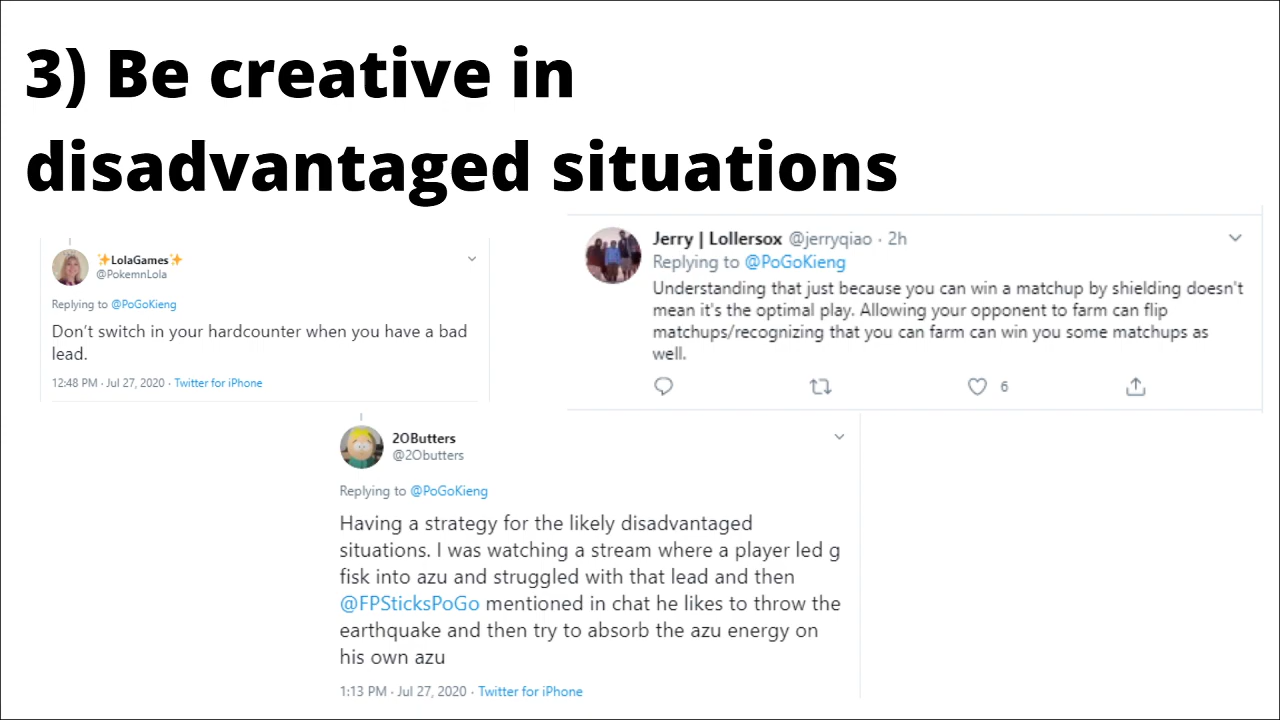 3) Be creative in
disadvantaged situations
✨LolaGames✨
@PokemnLola
Replying to @PoGoKieng
Don’t switch in your hardcounter when you have a bad
lead.
12:48 PM · Jul 27, 2020 · Twitter for iPhone
Jerry | Lollersox @jerryqiao · 2h
Replying to @PoGoKieng
Understanding that just because you can win a matchup by shielding doesn't
mean it's the optimal play. Allowing your opponent to farm can flip
matchups/recognizing that you can farm can win you some matchups as
well.
6
2OButters
@2Obutters
Replying to @PoGoKieng
Having a strategy for the likely disadvantaged
situations. I was watching a stream where a player led g
fisk into azu and struggled with that lead and then
@FPSticksPoGo mentioned in chat he likes to throw the
earthquake and then try to absorb the azu energy on
his own azu
1:13 PM · Jul 27, 2020 · Twitter for iPhone